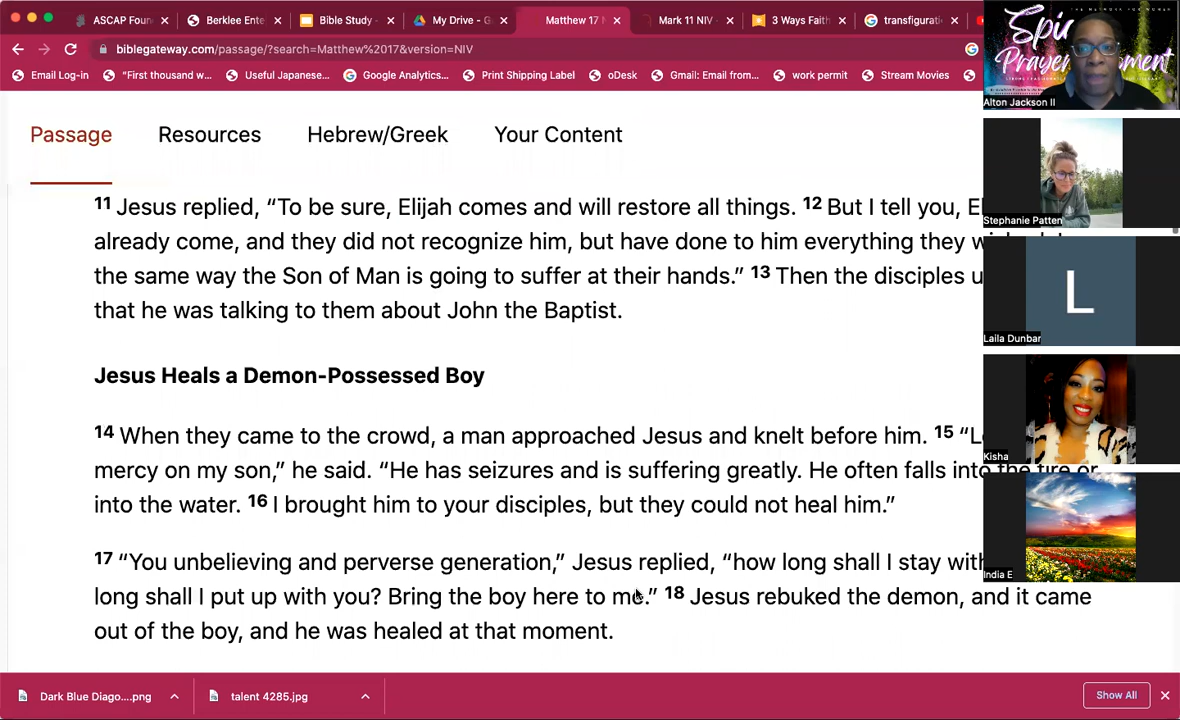 ASCAP Foun
Berklee Ente
Bible Study -
My Drive - G
Matthew 17 N
Mark 11 NIV -
3 Ways Faith
transfigurati
biblegateway.com/passage/?search=Matthew%2017&version=NIV
Email Log-in
"First thousand w...
Useful Japanese...
Google Analytics...
Print Shipping Label
oDesk
Gmail: Email from...
work permit
Stream Movies
Passage
Resources
Hebrew/Greek
Your Content
11 Jesus replied, “To be sure, Elijah comes and will restore all things. 12 But I tell you, El
already come, and they did not recognize him, but have done to him everything they
the same way the Son of Man is going to suffer at their hands.” 13 Then the disciples u
that he was talking to them about John the Baptist.
Jesus Heals a Demon-Possessed Boy
14 When they came to the crowd, a man approached Jesus and knelt before him. 15 “L
mercy on my son,” he said. “He has seizures and is suffering greatly. He often falls into the fire or
into the water. 16 I brought him to your disciples, but they could not heal him.”
17 “You unbelieving and perverse generation,” Jesus replied, “how long shall I stay with
long shall I put up with you? Bring the boy here to me.” 18 Jesus rebuked the demon, and it came
out of the boy, and he was healed at that moment.
Alton Jackson II
Stephanie Patten
L
Laila Dunbar
Kisha
India E
Dark Blue Diago....png
talent 4285.jpg
Show All